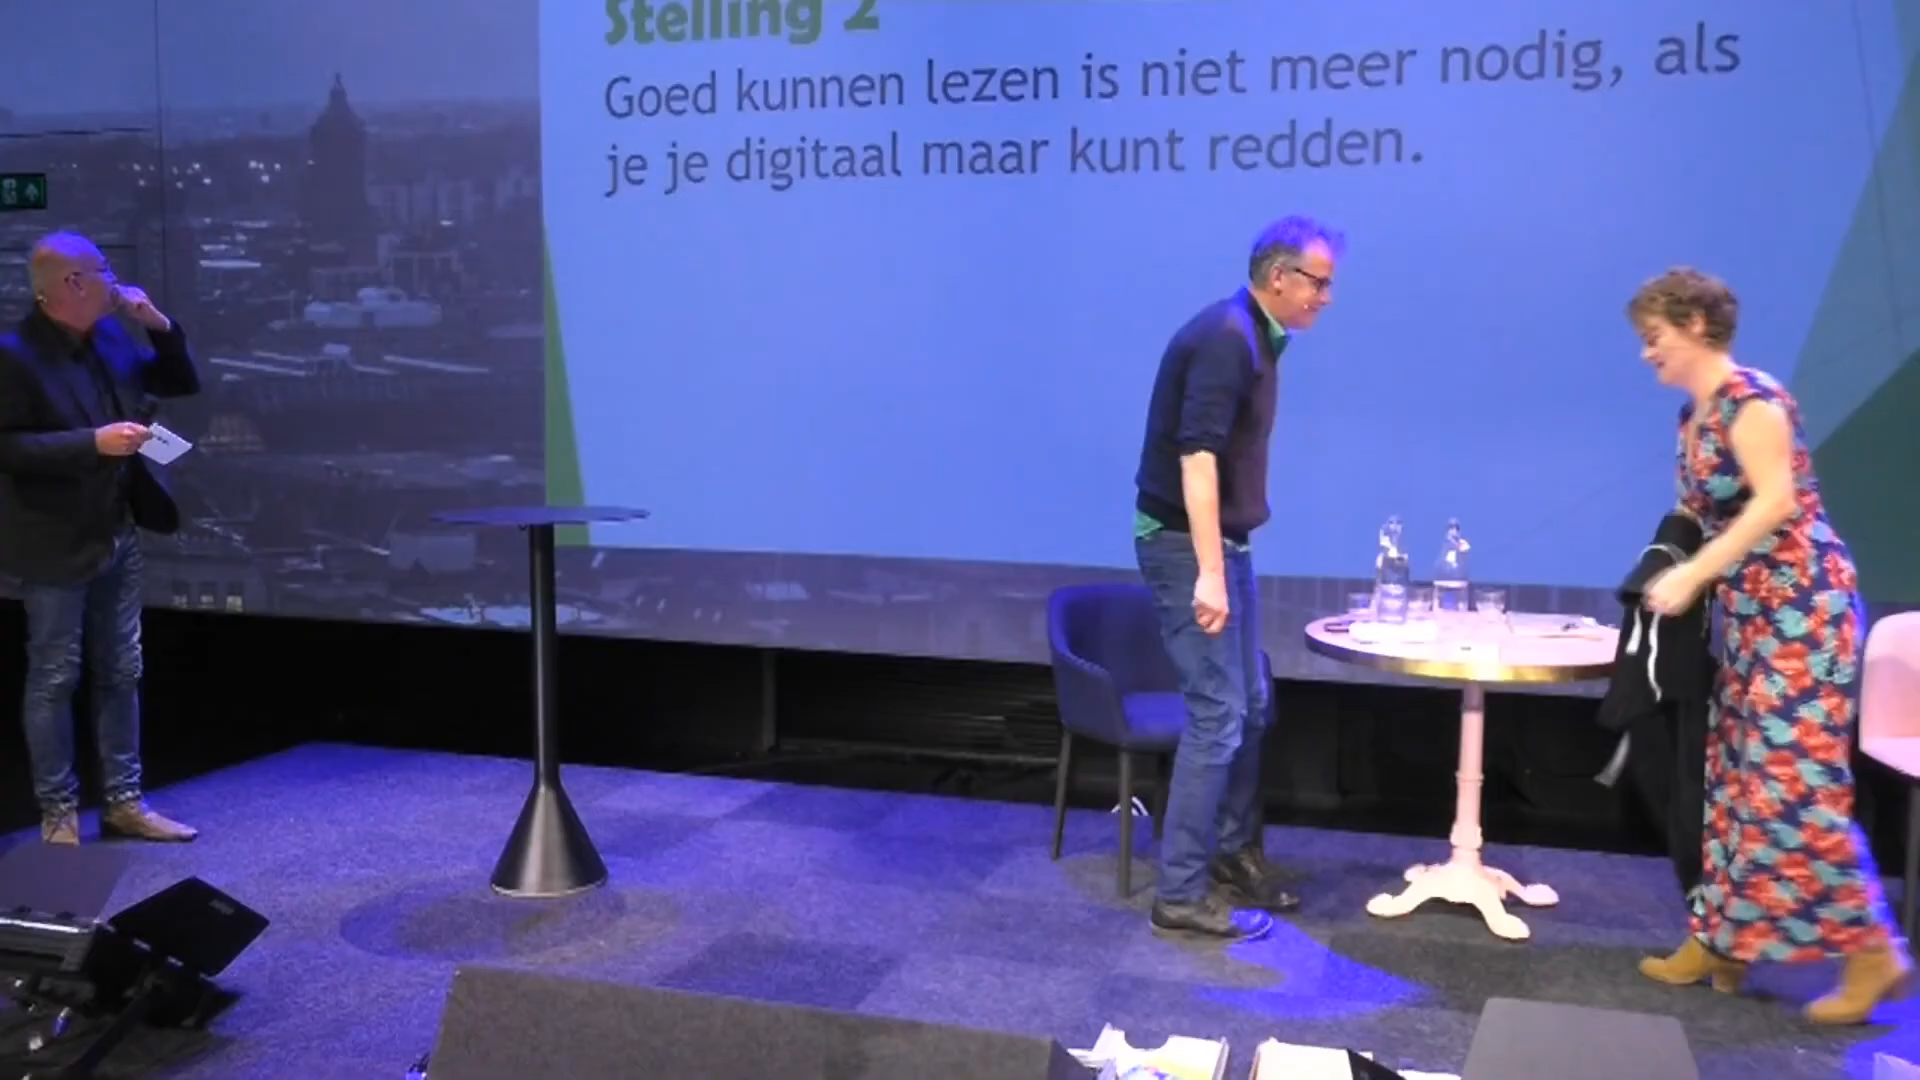 Stelling 2
Goed kunnen lezen is niet meer nodig, als
je je digitaal maar kunt redden.